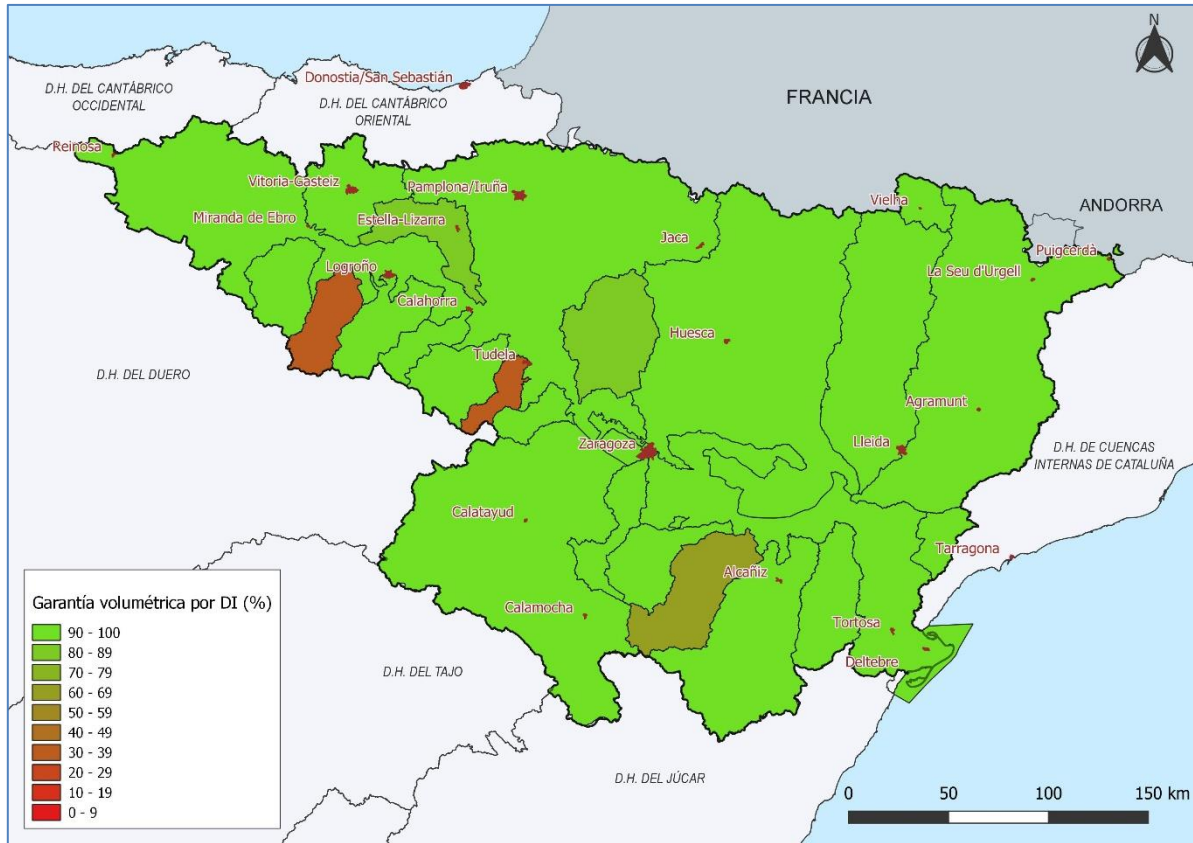 N
D.H. DEL CANTÁBRICO
OCCIDENTAL
Donostia/San Sebastián
D.H. DEL CANTÁBRICO
ORIENTAL
FRANCIA
Reinosa
Vitoria-Gasteiz
Pamplona/Iruña
Vielha
ANDORRA
Miranda de Ebro
Estella-Lizarra
Jaca
Puigcerdà
La Seu d'Urgell
Logroño
Calahorra
Huesca
D.H. DEL DUERO
Tudela
Agramunt
Zaragoza
Lleida
D.H. DE CUENCAS
INTERNAS DE CATALUÑA
Calatayud
Tarragona
Alcañiz
Calamocha
Tortosa
Deltebre
D.H. DEL TAJO
D.H. DEL JÚCAR
Garantía volumétrica por DI (%)
90 - 100
80 - 89
70 - 79
60 - 69
50 - 59
40 - 49
30 - 39
20 - 29
10 - 19
0 - 9
0 50 100 150 km